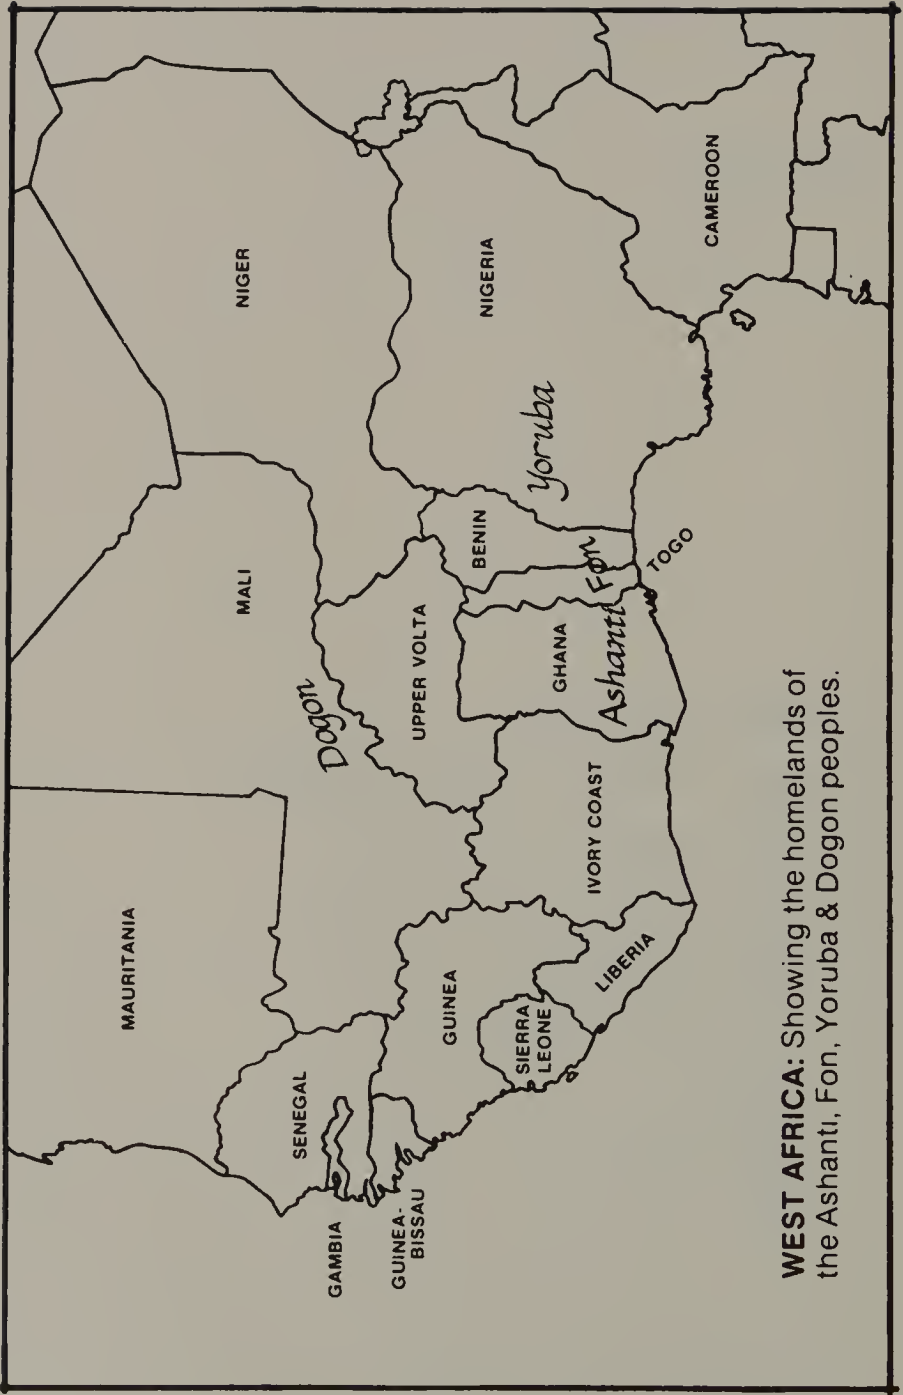 MAURITANIA
MALI
NIGER
SENEGAL
GAMBIA
GUINEA-
BISSAU
GUINEA
SIERRA
LEONE
LIBERIA
IVORY COAST
UPPER VOLTA
GHANA
BENIN
NIGERIA
CAMEROON
TOGO
Dogon
Ashanti
Fon
Yoruba
WEST AFRICA: Showing the homelands of
the Ashanti, Fon, Yoruba & Dogon peoples.